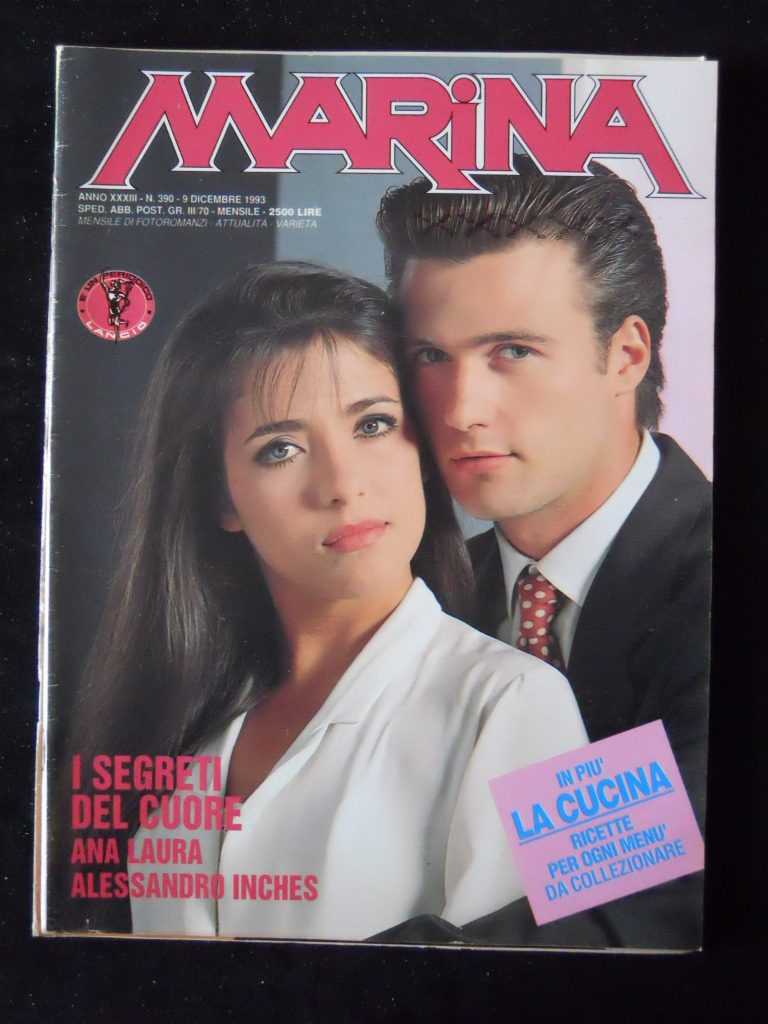 MARiNA
ANNO XXXIII - N. 390 - 9 DICEMBRE 1993
SPED. ABB. POST. GR. III/70 - MENSILE - 2500 LIRE
MENSILE DI FOTOROMANZI - ATTUALITA - VARIETA
E UN PERIODICO
LANCIO
I SEGRETI
DEL CUORE
ANA LAURA
ALESSANDRO INCHES
IN PIU'
LA CUCINA
RICETTE
PER OGNI MENU'
DA COLLEZIONARE